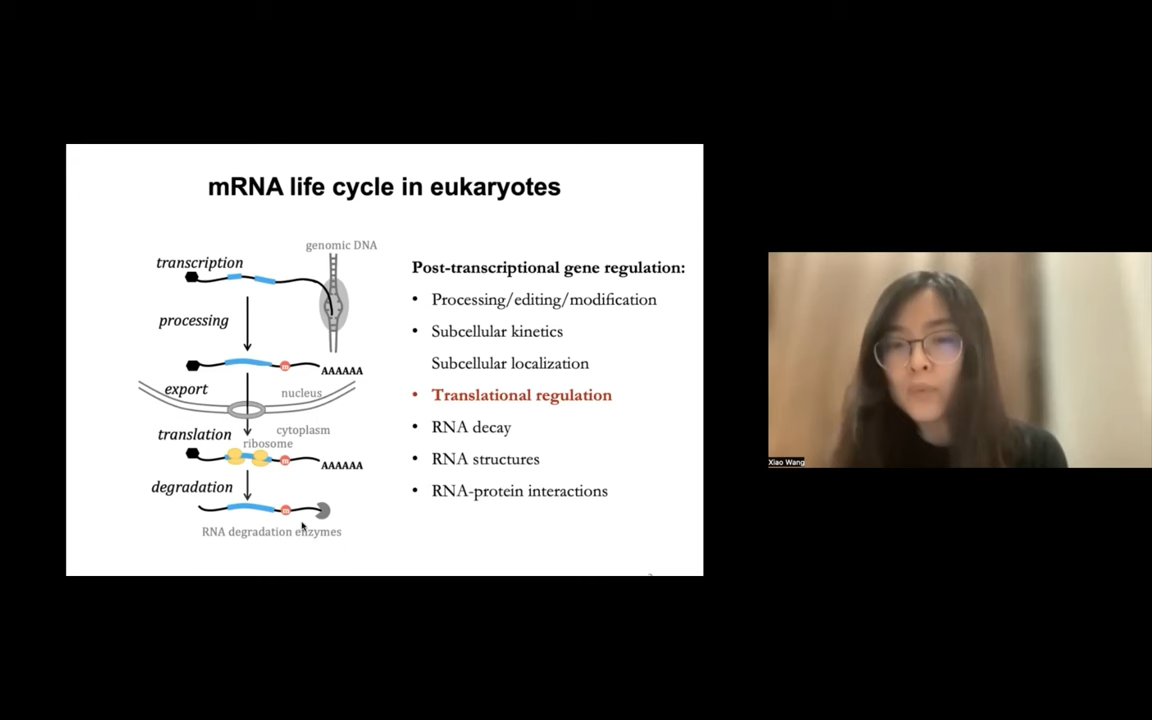 mRNA life cycle in eukaryotes
genomic DNA
transcription
processing
m
AAAAAA
export
nucleus
cytoplasm
translation
ribosome
m
AAAAAA
degradation
m
RNA degradation enzymes
Post-transcriptional gene regulation:
• Processing/editing/modification
• Subcellular kinetics
Subcellular localization
• Translational regulation
• RNA decay
• RNA structures
• RNA-protein interactions
Xiao Wang